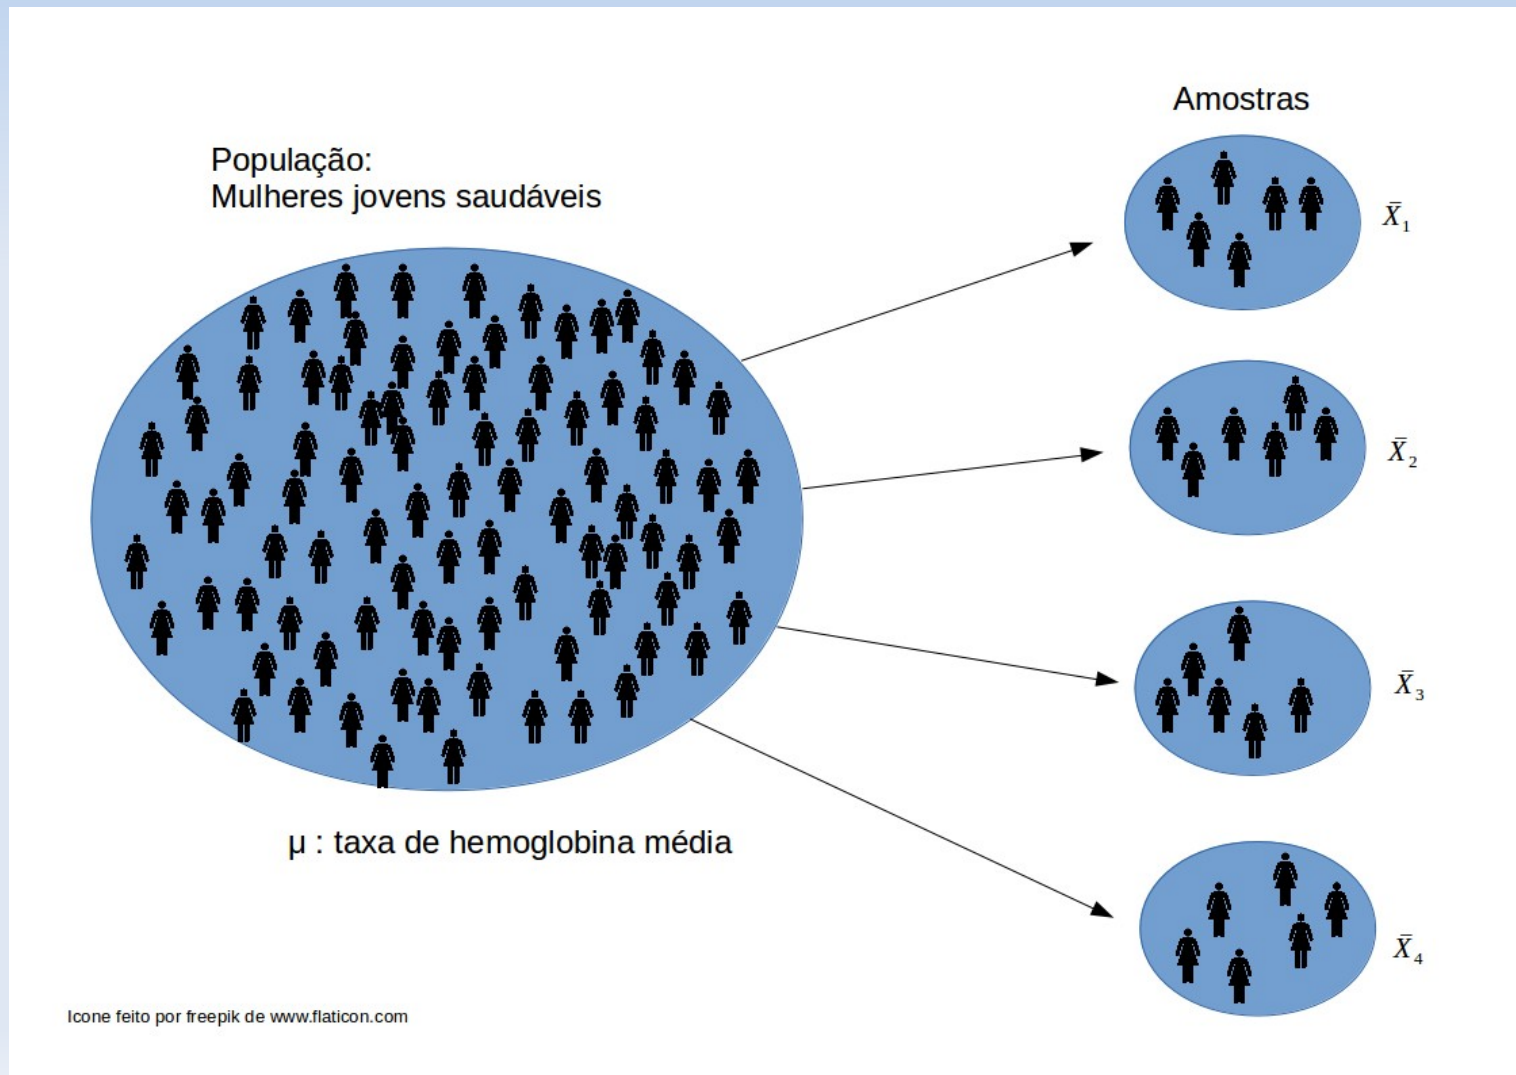 Amostras
População:
Mulheres jovens saudáveis
X̄₁
X̄₂
X̄₃
X̄₄
μ : taxa de hemoglobina média
Icone feito por freepik de www.flaticon.com